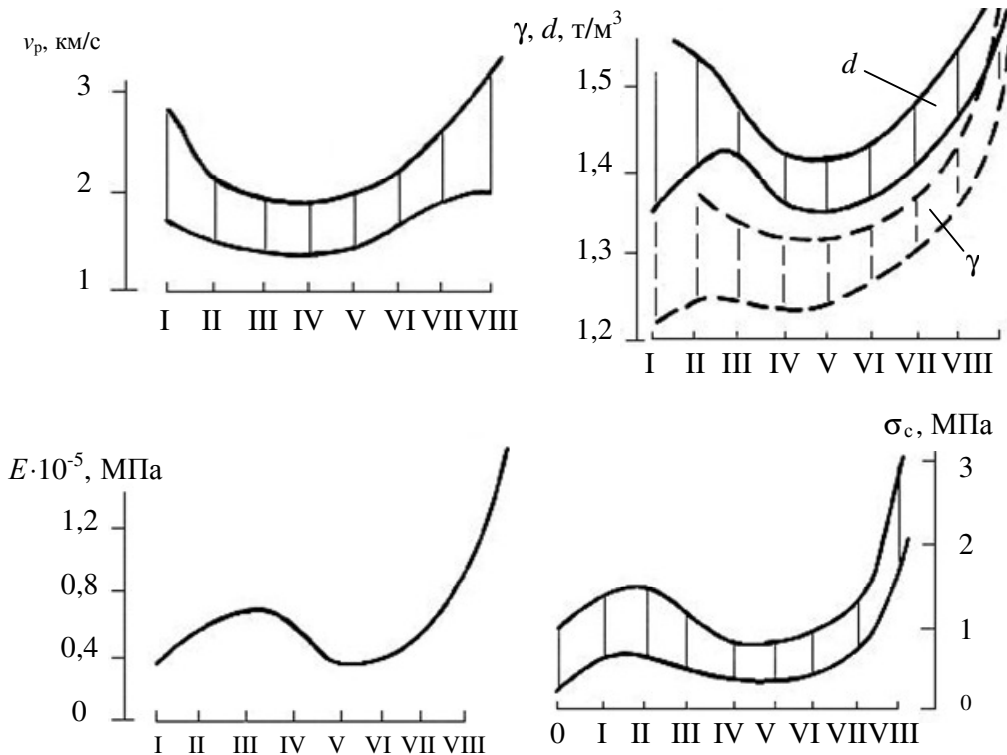 v_p, км/с
3
2
1
I II III IV V VI VII VIII
γ, d, т/м³
d
1,5
1,4
1,3
γ
1,2
I II III IV V VI VII VIII
E·10⁻⁵, МПа
1,2
0,8
0,4
0
I II III IV V VI VII VIII
σ_c, МПа
3
2
1
0
0 I II III IV V VI VII VIII